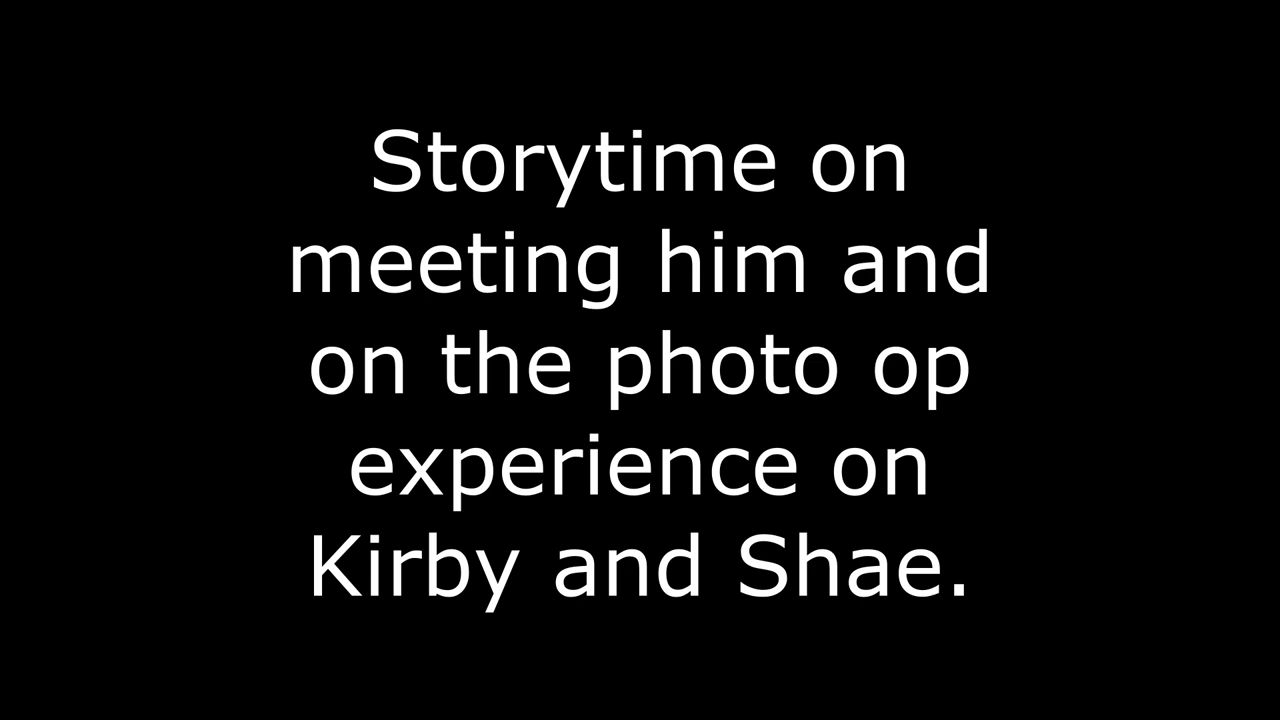 Storytime on
meeting him and
on the photo op
experience on
Kirby and Shae.